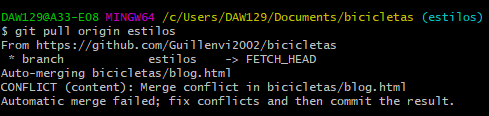 DAW129@A33-E08 MINGW64 /c/Users/DAW129/Documents/bicicletas (estilos)
$ git pull origin estilos
From https://github.com/Guillenvi2002/bicicletas
 * branch            estilos    -> FETCH_HEAD
Auto-merging bicicletas/blog.html
CONFLICT (content): Merge conflict in bicicletas/blog.html
Automatic merge failed; fix conflicts and then commit the result.